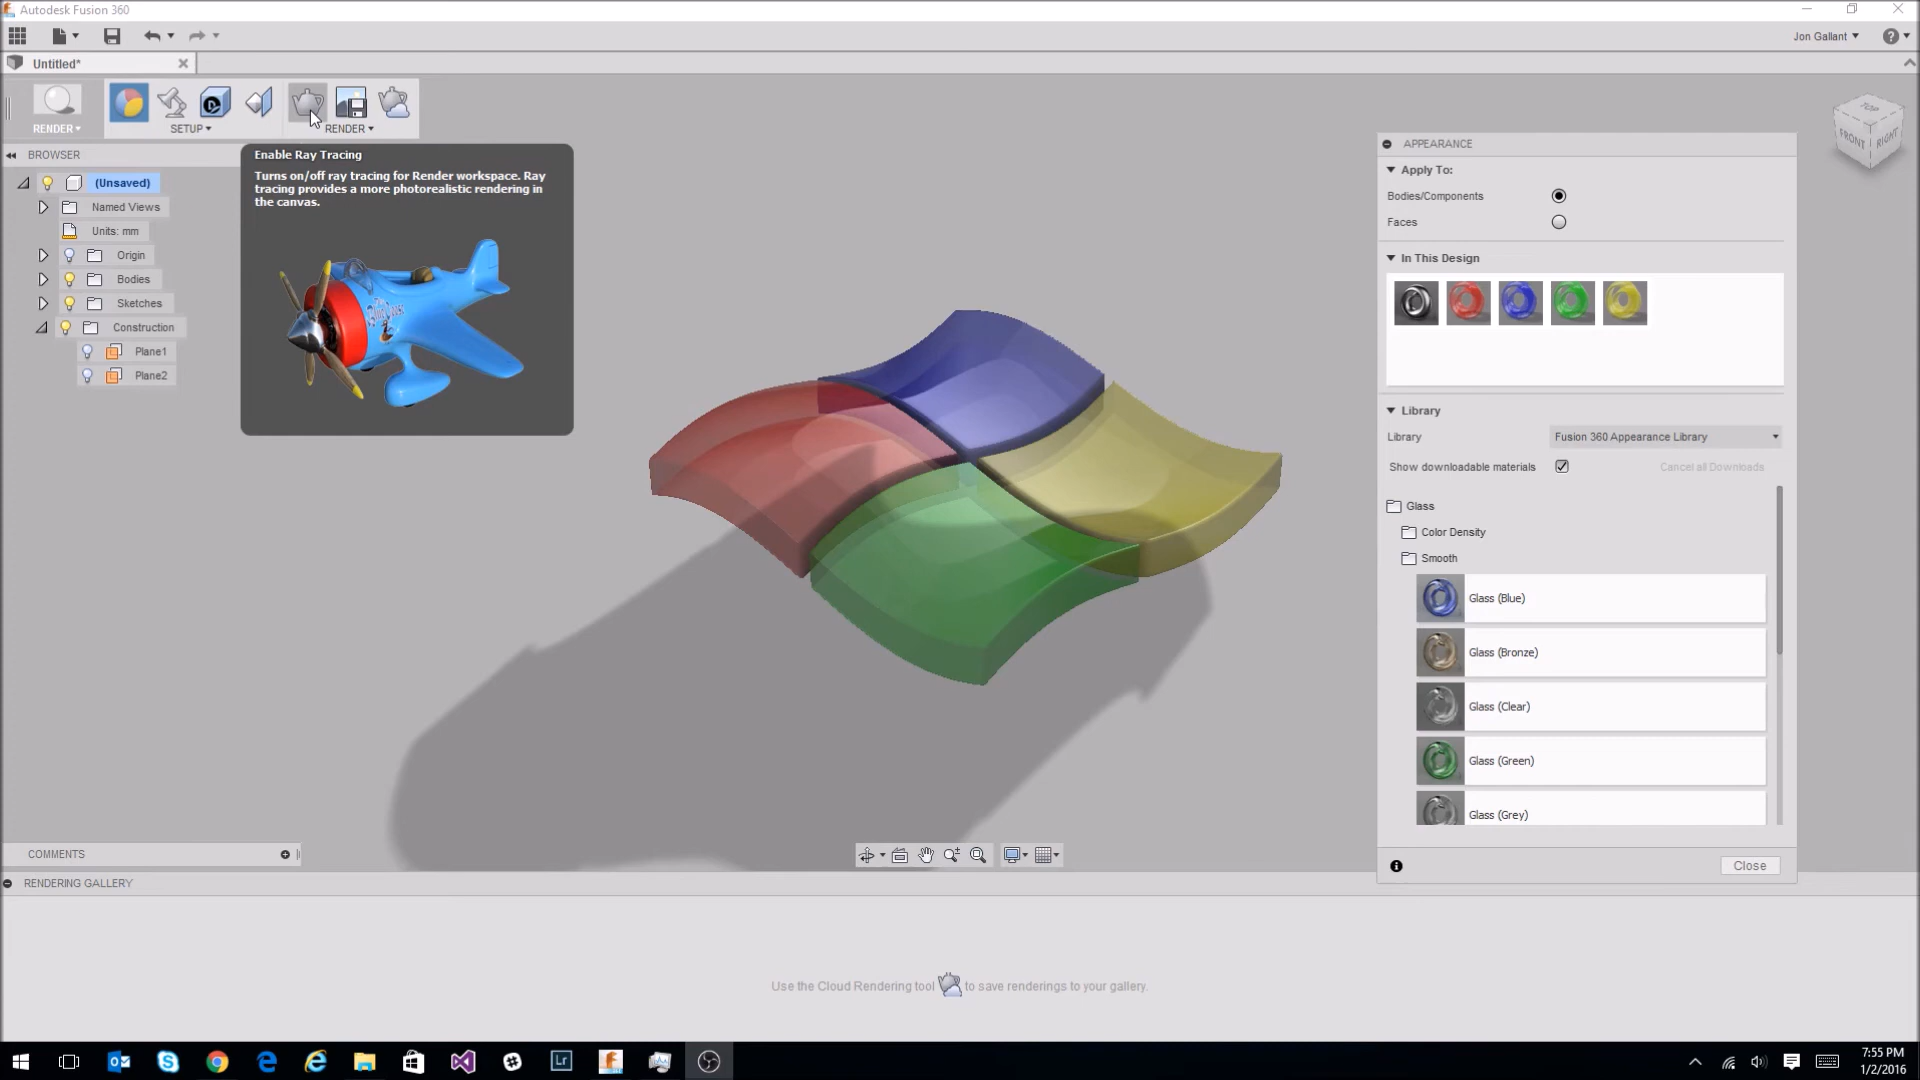 Autodesk Fusion 360
Jon Gallant
Untitled*
RENDER
SETUP
RENDER
BROWSER
(Unsaved)
Named Views
Units: mm
Origin
Bodies
Sketches
Construction
Plane1
Plane2
Enable Ray Tracing
Turns on/off ray tracing for Render workspace. Ray
tracing provides a more photorealistic rendering in
the canvas.
TOP
FRONT
RIGHT
APPEARANCE
Apply To:
Bodies/Components
Faces
In This Design
Library
Library
Fusion 360 Appearance Library
Show downloadable materials
Cancel all Downloads
Glass
Color Density
Smooth
Glass (Blue)
Glass (Bronze)
Glass (Clear)
Glass (Green)
Glass (Grey)
Close
COMMENTS
RENDERING GALLERY
Use the Cloud Rendering tool to save renderings to your gallery.
Lr
7:55 PM
1/2/2016